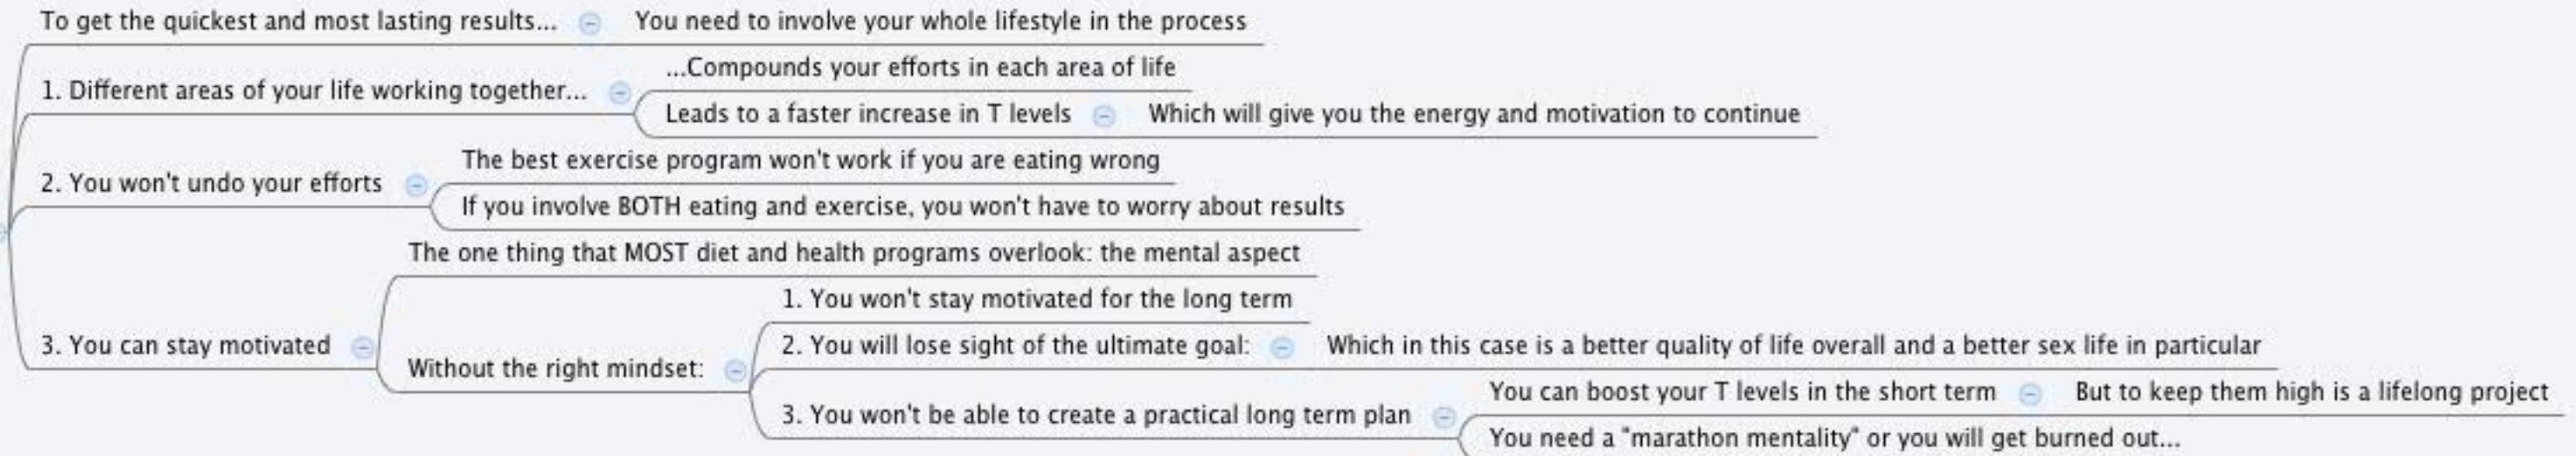 To get the quickest and most lasting results...
You need to involve your whole lifestyle in the process
1. Different areas of your life working together...
...Compounds your efforts in each area of life
Leads to a faster increase in T levels
Which will give you the energy and motivation to continue
2. You won't undo your efforts
The best exercise program won't work if you are eating wrong
If you involve BOTH eating and exercise, you won't have to worry about results
3. You can stay motivated
The one thing that MOST diet and health programs overlook: the mental aspect
Without the right mindset:
1. You won't stay motivated for the long term
2. You will lose sight of the ultimate goal:
Which in this case is a better quality of life overall and a better sex life in particular
3. You won't be able to create a practical long term plan
You can boost your T levels in the short term
But to keep them high is a lifelong project
You need a "marathon mentality" or you will get burned out...